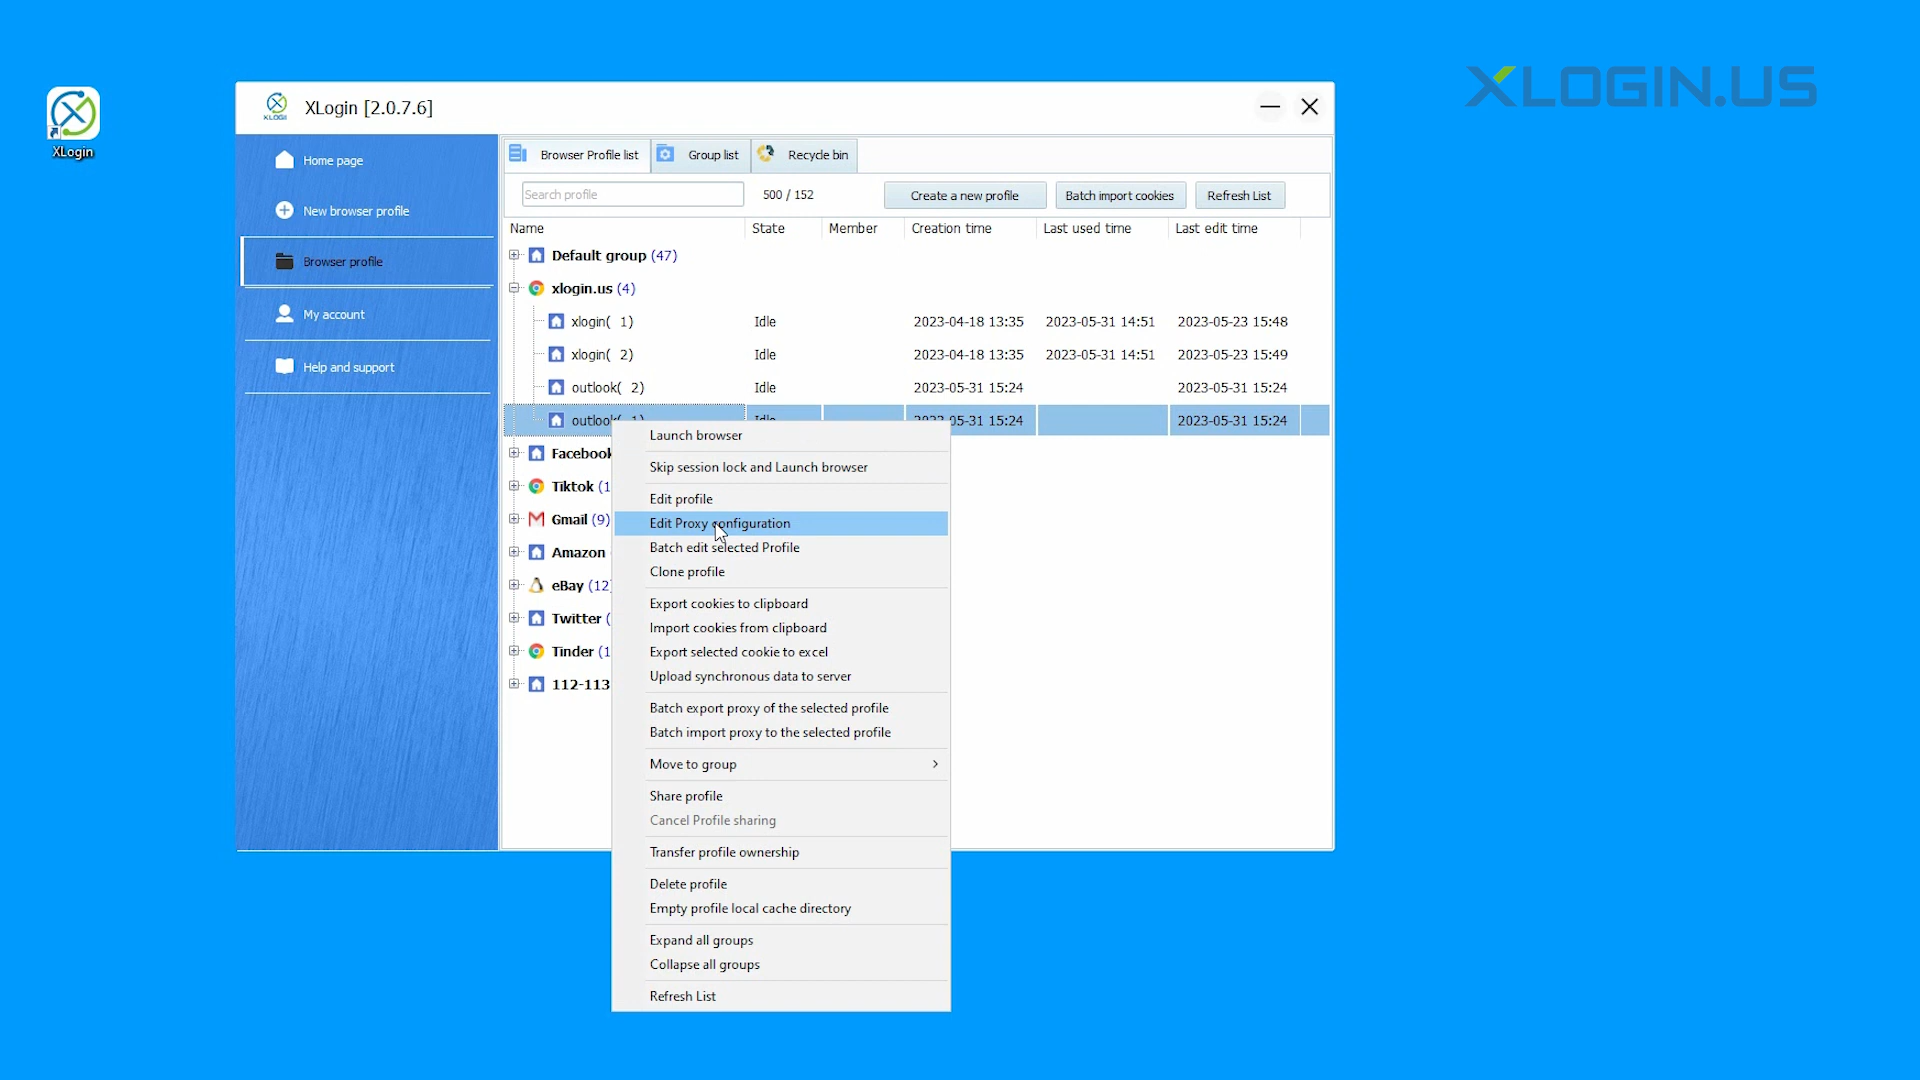 XLOGIN.US
XLogin
XLOGI
XLogin [2.0.7.6]
Home page
New browser profile
Browser profile
My account
Help and support
Browser Profile list
Group list
Recycle bin
Search profile
500 / 152
Create a new profile
Batch import cookies
Refresh List
Name State Member Creation time Last used time Last edit time
Default group (47)
xlogin.us (4)
xlogin( 1) Idle 2023-04-18 13:35 2023-05-31 14:51 2023-05-23 15:48
xlogin( 2) Idle 2023-04-18 13:35 2023-05-31 14:51 2023-05-23 15:49
outlook( 2) Idle 2023-05-31 15:24 2023-05-31 15:24
outlook( 1) Idle 2023-05-31 15:24 2023-05-31 15:24
Facebook
Tiktok (1
Gmail (9)
Amazon
eBay (12)
Twitter (
Tinder (1
112-113
Launch browser
Skip session lock and Launch browser
Edit profile
Edit Proxy configuration
Batch edit selected Profile
Clone profile
Export cookies to clipboard
Import cookies from clipboard
Export selected cookie to excel
Upload synchronous data to server
Batch export proxy of the selected profile
Batch import proxy to the selected profile
Move to group
Share profile
Cancel Profile sharing
Transfer profile ownership
Delete profile
Empty profile local cache directory
Expand all groups
Collapse all groups
Refresh List